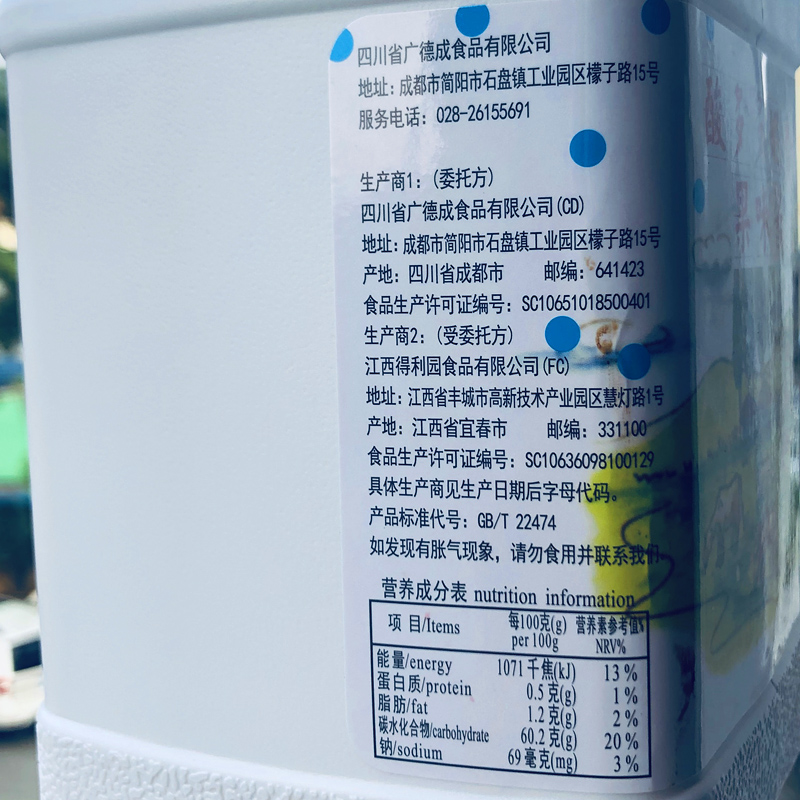 四川省广德成食品有限公司
地址:成都市简阳市石盘镇工业园区檬子路15号
服务电话:028-26155691
生产商1:(委托方)
四川省广德成食品有限公司(CD)
地址:成都市简阳市石盘镇工业园区檬子路15号
产地:四川省成都市 邮编:641423
食品生产许可证编号:SC10651018500401
生产商2:(受委托方)
江西得利园食品有限公司(FC)
地址:江西省丰城市高新技术产业园区慧灯路1号
产地:江西省宜春市 邮编:331100
食品生产许可证编号:SC10636098100129
具体生产商见生产日期后字母代码。
产品标准代号:GB/T 22474
如发现有胀气现象,请勿食用并联系我们
营养成分表 nutrition information
项 目/Items 每100克(g) per 100g 营养素参考值% NRV%
能量/energy 1071千焦(kJ) 13%
蛋白质/protein 0.5克(g) 1%
脂肪/fat 1.2克(g) 2%
碳水化合物/carbohydrate 60.2克(g) 20%
钠/sodium 69毫克(mg) 3%